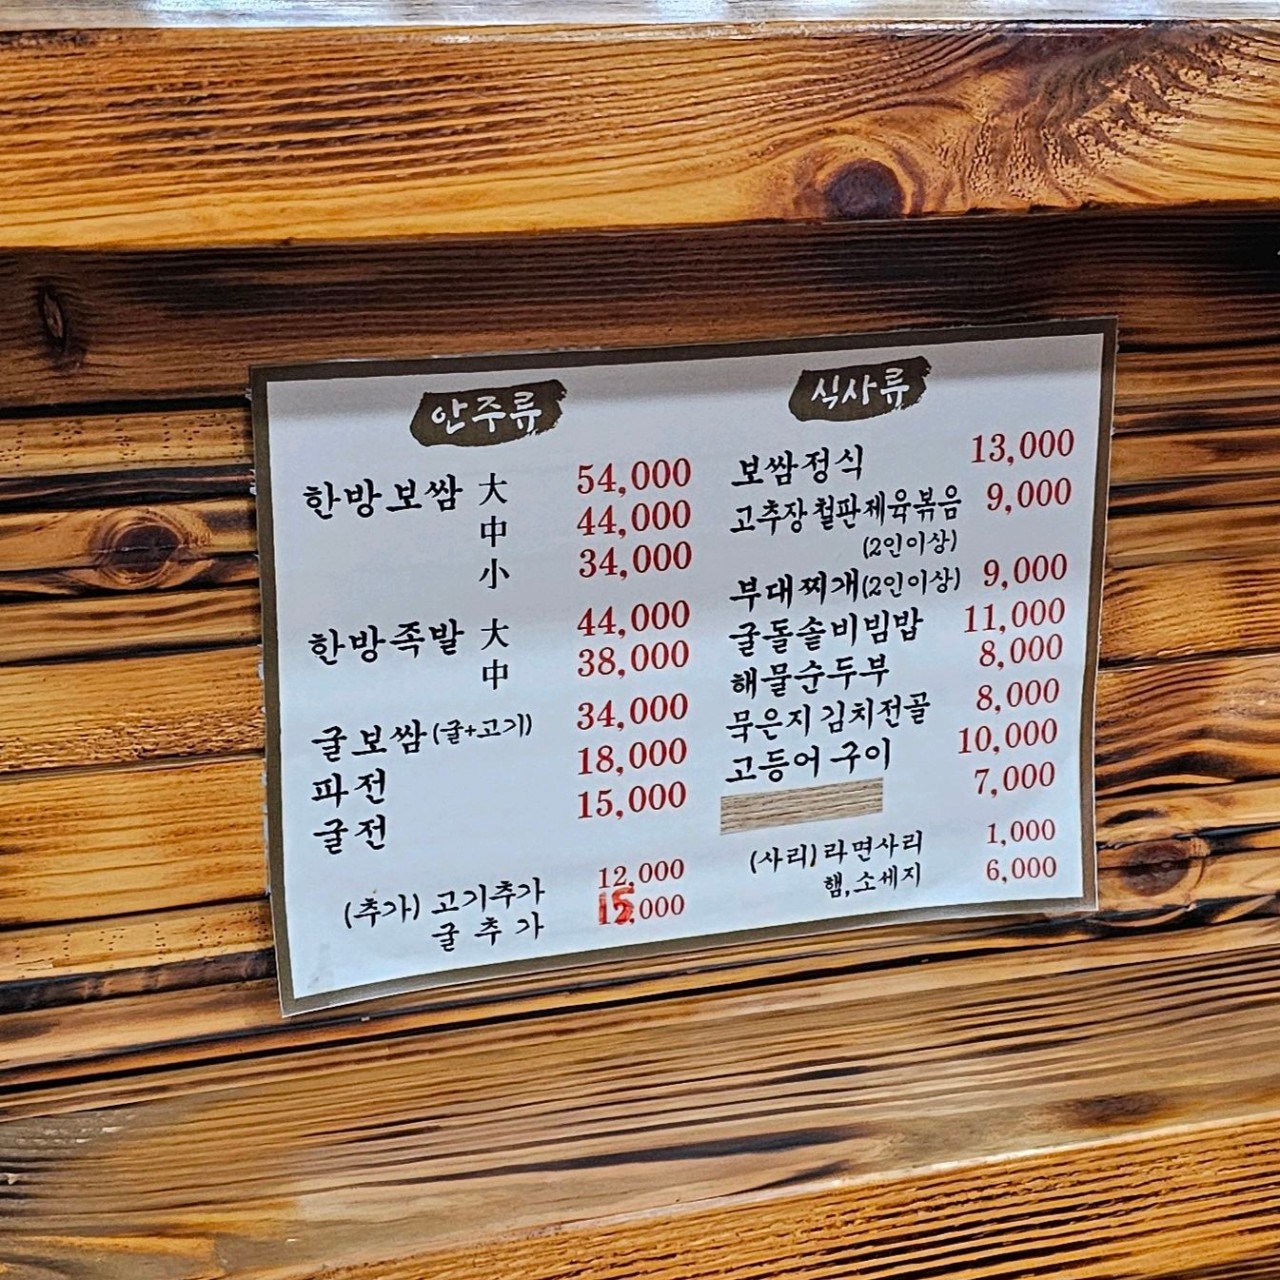 안주류
한방보쌈 大 54,000
中 44,000
小 34,000
한방족발 大 44,000
中 38,000
굴보쌈(굴+고기) 34,000
파전 18,000
굴전 15,000
(추가) 고기추가 12,000
굴 추 가 15,000
식사류
보쌈정식 13,000
고추장철판제육볶음 9,000
(2인이상)
부대찌개(2인이상) 9,000
굴돌솥비빔밥 11,000
해물순두부 8,000
묵은지김치전골 8,000
고등어구이 10,000
7,000
(사리)라면사리 1,000
햄,소세지 6,000